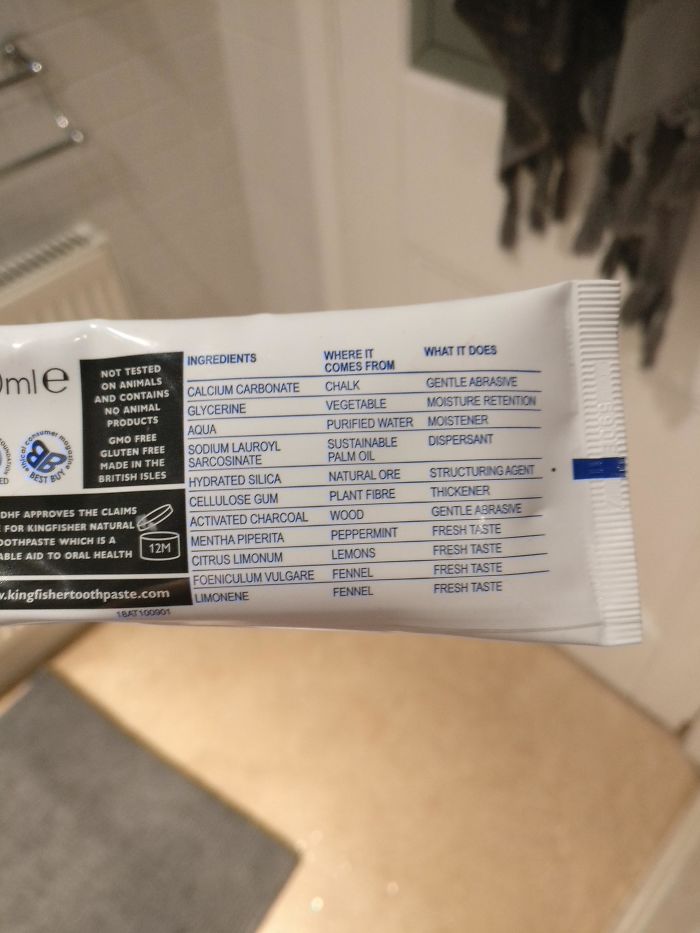 ml e
NOT TESTED
ON ANIMALS
AND CONTAINS
NO ANIMAL
PRODUCTS
GMO FREE
GLUTEN FREE
MADE IN THE
BRITISH ISLES
consumer magazine
BEST BUY
DHF APPROVES THE CLAIMS
FOR KINGFISHER NATURAL
WHICH IS A
AID TO ORAL HEALTH
12M
.kingfishertoothpaste.com
18AT100901
INGREDIENTS WHERE IT COMES FROM WHAT IT DOES
CALCIUM CARBONATE CHALK GENTLE ABRASIVE
GLYCERINE VEGETABLE MOISTURE RETENTION
AQUA PURIFIED WATER MOISTENER
SODIUM LAUROYL SUSTAINABLE DISPERSANT
SARCOSINATE PALM OIL
HYDRATED SILICA NATURAL ORE STRUCTURING AGENT
CELLULOSE GUM PLANT FIBRE THICKENER
ACTIVATED CHARCOAL WOOD GENTLE ABRASIVE
MENTHA PIPERITA PEPPERMINT FRESH TASTE
CITRUS LIMONUM LEMONS FRESH TASTE
FOENICULUM VULGARE FENNEL FRESH TASTE
LIMONENE FENNEL FRESH TASTE